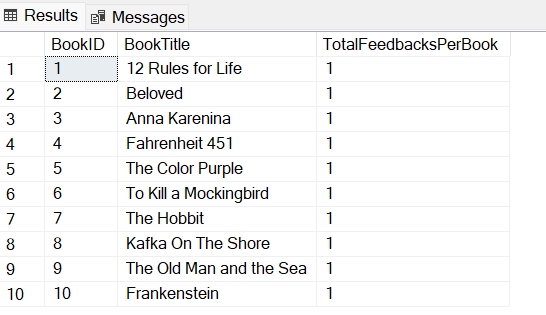 Results Messages
BookID BookTitle TotalFeedbacksPerBook
1 1 12 Rules for Life 1
2 2 Beloved 1
3 3 Anna Karenina 1
4 4 Fahrenheit 451 1
5 5 The Color Purple 1
6 6 To Kill a Mockingbird 1
7 7 The Hobbit 1
8 8 Kafka On The Shore 1
9 9 The Old Man and the Sea 1
10 10 Frankenstein 1